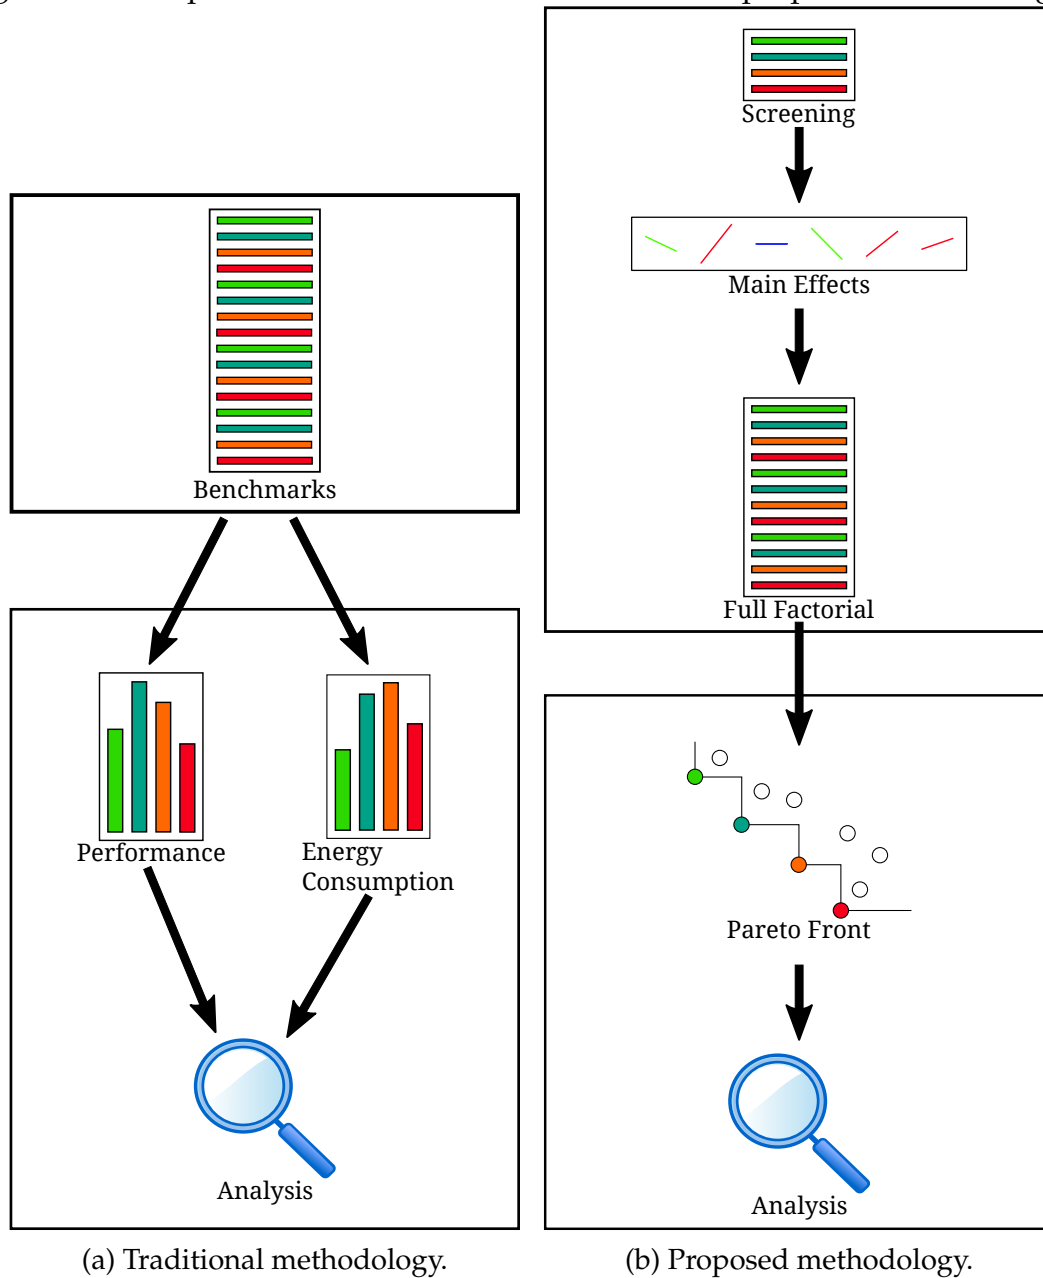 Benchmarks
Performance
Energy
Consumption
Analysis
(a) Traditional methodology.
Screening
Main Effects
Full Factorial
Pareto Front
Analysis
(b) Proposed methodology.